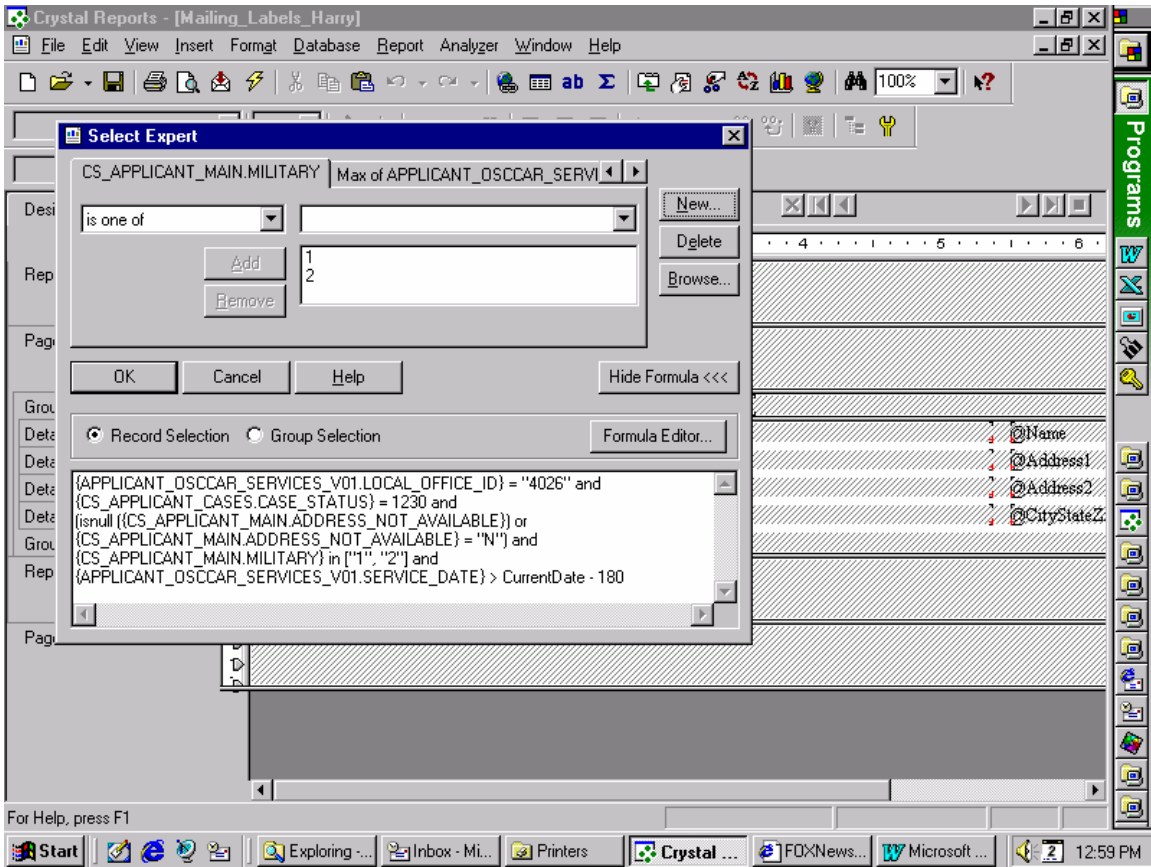 Crystal Reports - [Mailing_Labels_Harry]
File Edit View Insert Format Database Report Analyzer Window Help
ab Σ 100%
Select Expert
CS_APPLICANT_MAIN.MILITARY Max of APPLICANT_OSCCAR_SERVI
is one of
New...
Add
1
2
Delete
Remove
Browse...
OK Cancel Help Hide Formula <<<
Record Selection Group Selection Formula Editor...
{APPLICANT_OSCCAR_SERVICES_V01.LOCAL_OFFICE_ID} = "4026" and
{CS_APPLICANT_CASES.CASE_STATUS} = 1230 and
(isnull ({CS_APPLICANT_MAIN.ADDRESS_NOT_AVAILABLE}) or
{CS_APPLICANT_MAIN.ADDRESS_NOT_AVAILABLE} = "N") and
{CS_APPLICANT_MAIN.MILITARY} in ["1", "2"] and
{APPLICANT_OSCCAR_SERVICES_V01.SERVICE_DATE} > CurrentDate - 180
Desi
Rep
Pag
Grou
Deta
Deta
Deta
Deta
Grou
Rep
Pag
4 5 6
@Name
@Address1
@Address2
@CityStateZ
Programs
For Help, press F1
Start Exploring -... Inbox - Mi... Printers Crystal ... FOXNews... Microsoft ... 12:59 PM